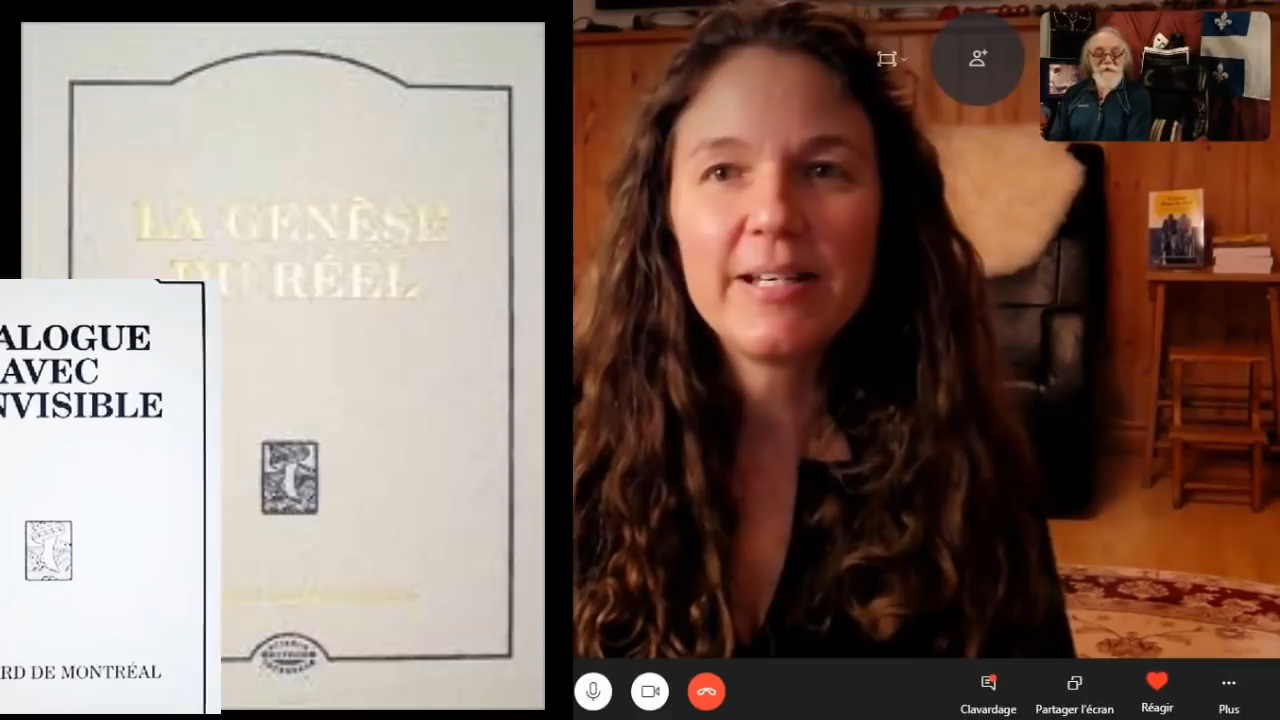 LA GENÈSE
DU RÉEL
ALOGUE
AVEC
NVISIBLE
RD DE MONTRÉAL
Clavardage
Partager l'écran
Réagir
Plus